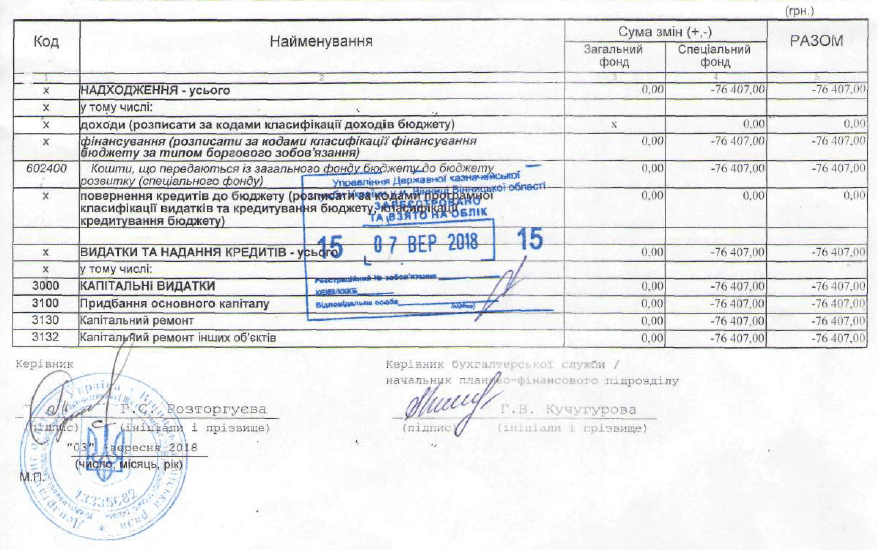 (грн.)
Код Найменування Сума змін (+,-) РАЗОМ
Загальний фонд Спеціальний фонд
1 2 3 4 5
x НАДХОДЖЕННЯ - усього 0,00 -76 407,00 -76 407,00
x у тому числі:
x доходи (розписати за кодами класифікації доходів бюджету) x 0,00 0,00
x фінансування (розписати за кодами класифікації фінансування 0,00 -76 407,00 -76 407,00
бюджету за типом боргового зобов'язання)
602400 Кошти, що передаються із загального фонду бюджету до бюджету 0,00 -76 407,00 -76 407,00
розвитку (спеціального фонду)
x повернення кредитів до бюджету (розписати за кодами програмної 0,00 0,00 0,00
класифікації видатків та кредитування бюджету, класифікації
кредитування бюджету)
x ВИДАТКИ ТА НАДАННЯ КРЕДИТІВ - усього 0,00 -76 407,00 -76 407,00
x у тому числі:
3000 КАПІТАЛЬНІ ВИДАТКИ 0,00 -76 407,00 -76 407,00
3100 Придбання основного капіталу 0,00 -76 407,00 -76 407,00
3130 Капітальний ремонт 0,00 -76 407,00 -76 407,00
3132 Капітальний ремонт інших об'єктів 0,00 -76 407,00 -76 407,00
Управління Державної казначейської
служби України у м. Вінниці Вінницької області
ЗАРЕЄСТРОВАНО
ТА ВЗЯТО НА ОБЛІК
15 07 ВЕР 2018 15
Реєстраційний № зобов'язання
Відповідальна особа
Керівник
Г.С. Розторгуєва
(підпис) (ініціали і прізвище)
"03" вересня 2018
(число, місяць, рік)
М.П.
13335682
Керівник бухгалтерської служби /
начальник планово-фінансового підрозділу
Г.В. Кучугурова
(підпис) (ініціали і прізвище)